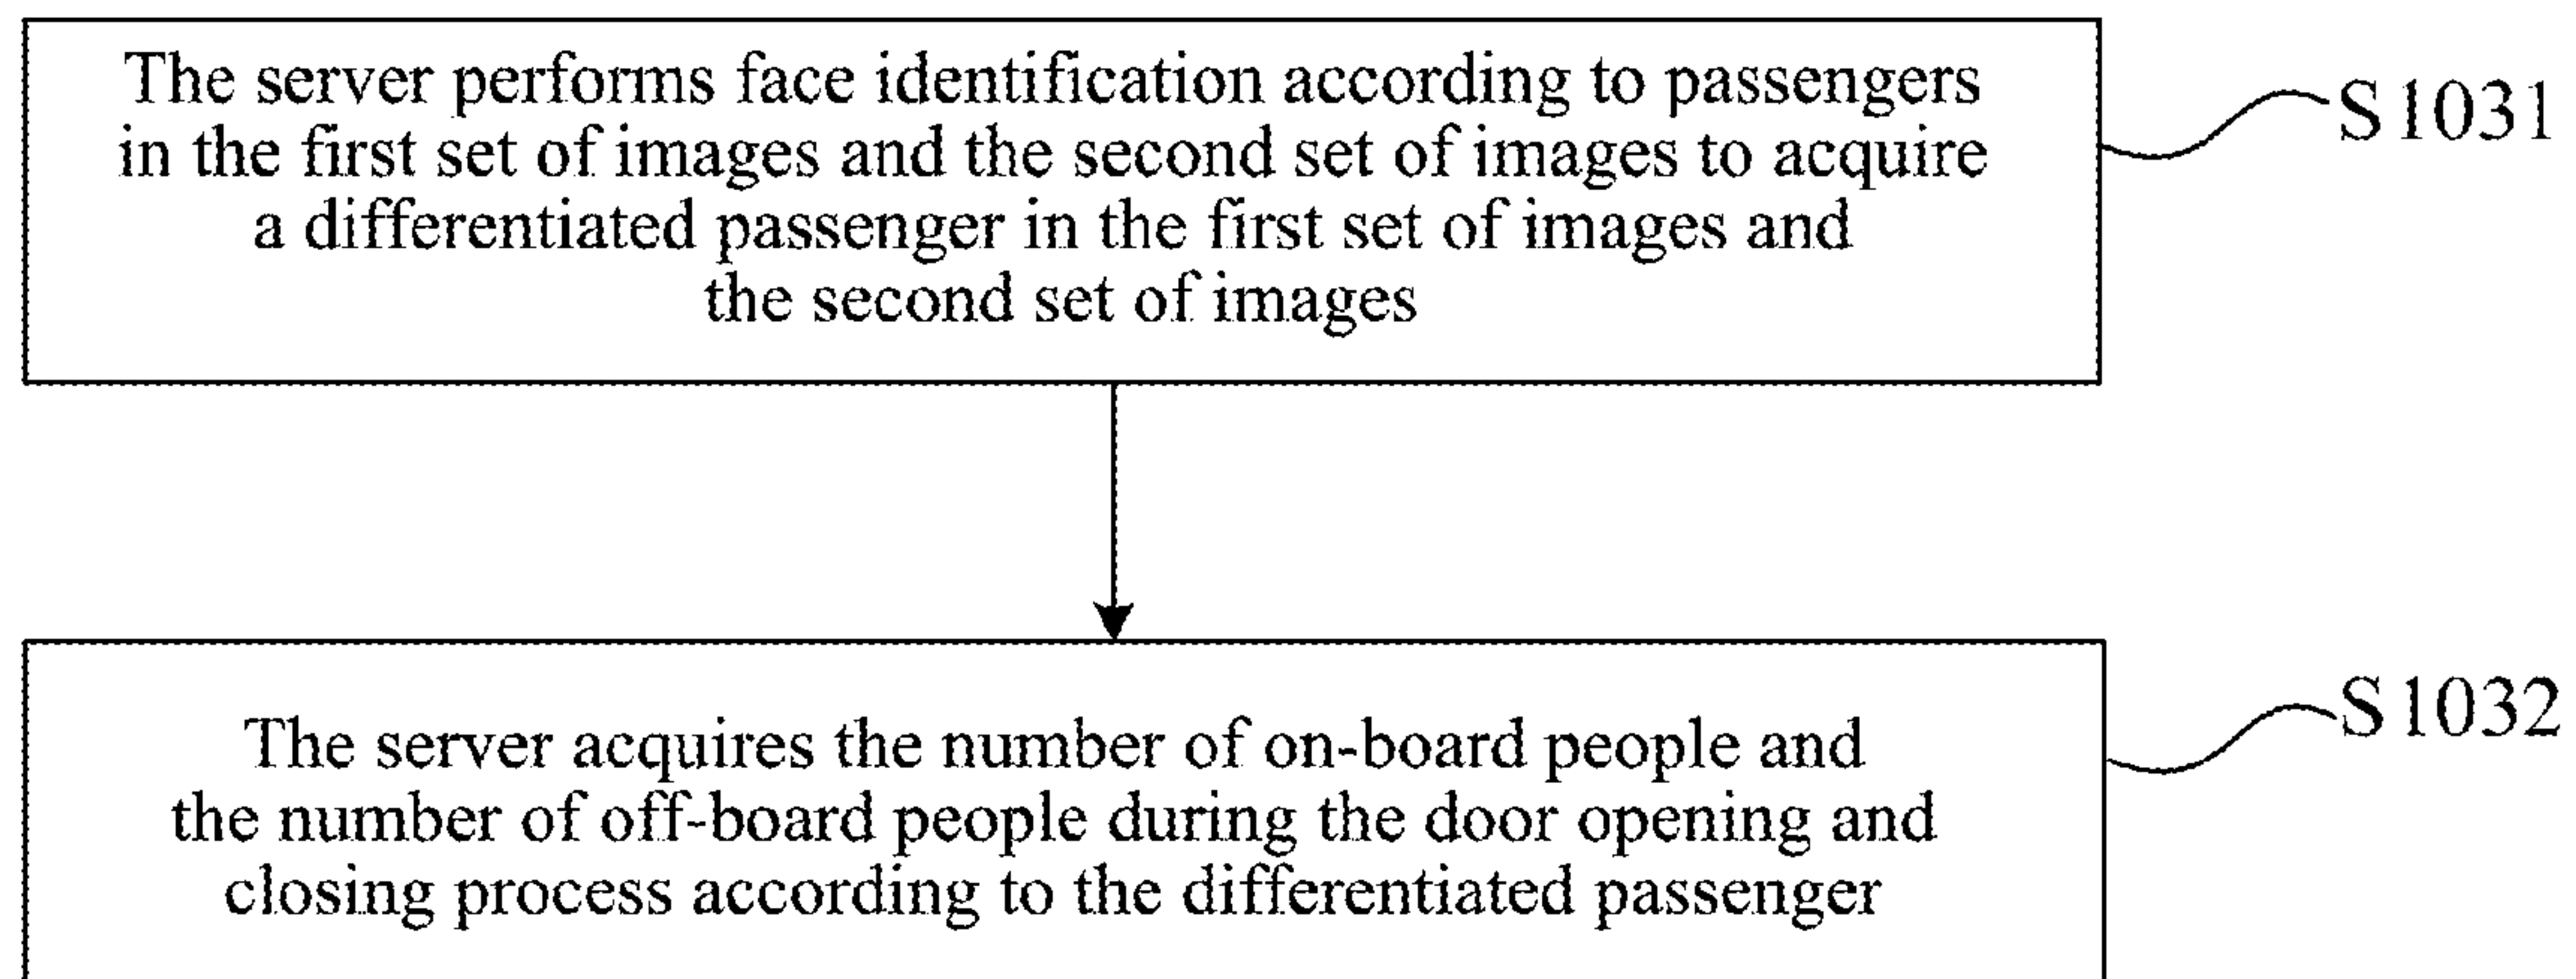 The server performs face identification according to passengers
in the first set of images and the second set of images to acquire
a differentiated passenger in the first set of images and
the second set of images
S1031
The server acquires the number of on-board people and
the number of off-board people during the door opening and
closing process according to the differentiated passenger
S1032